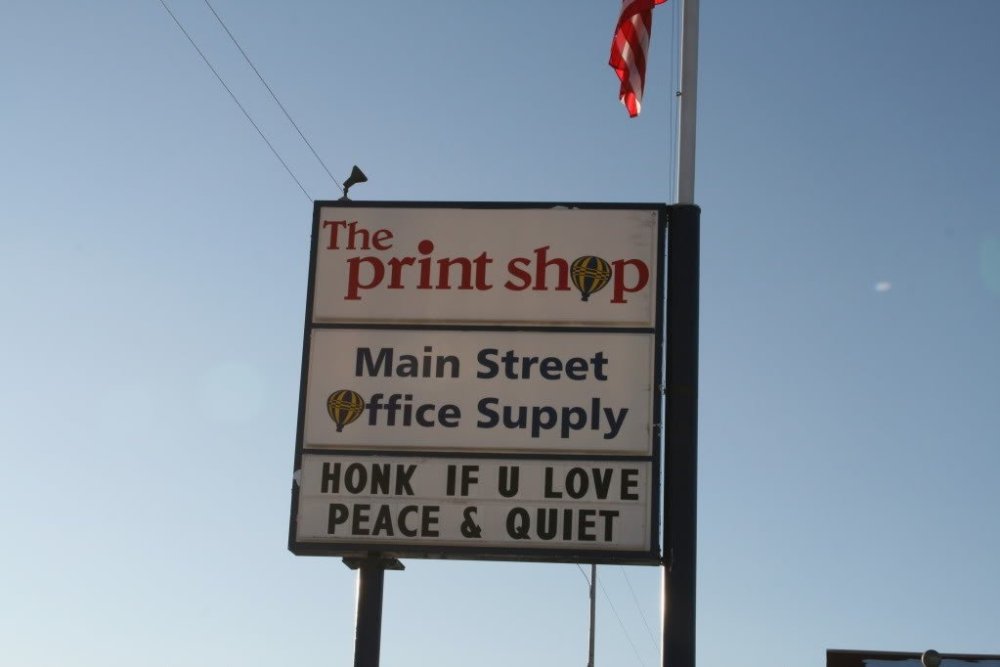 The
print shop
Main Street
Office Supply
HONK IF U LOVE
PEACE & QUIET